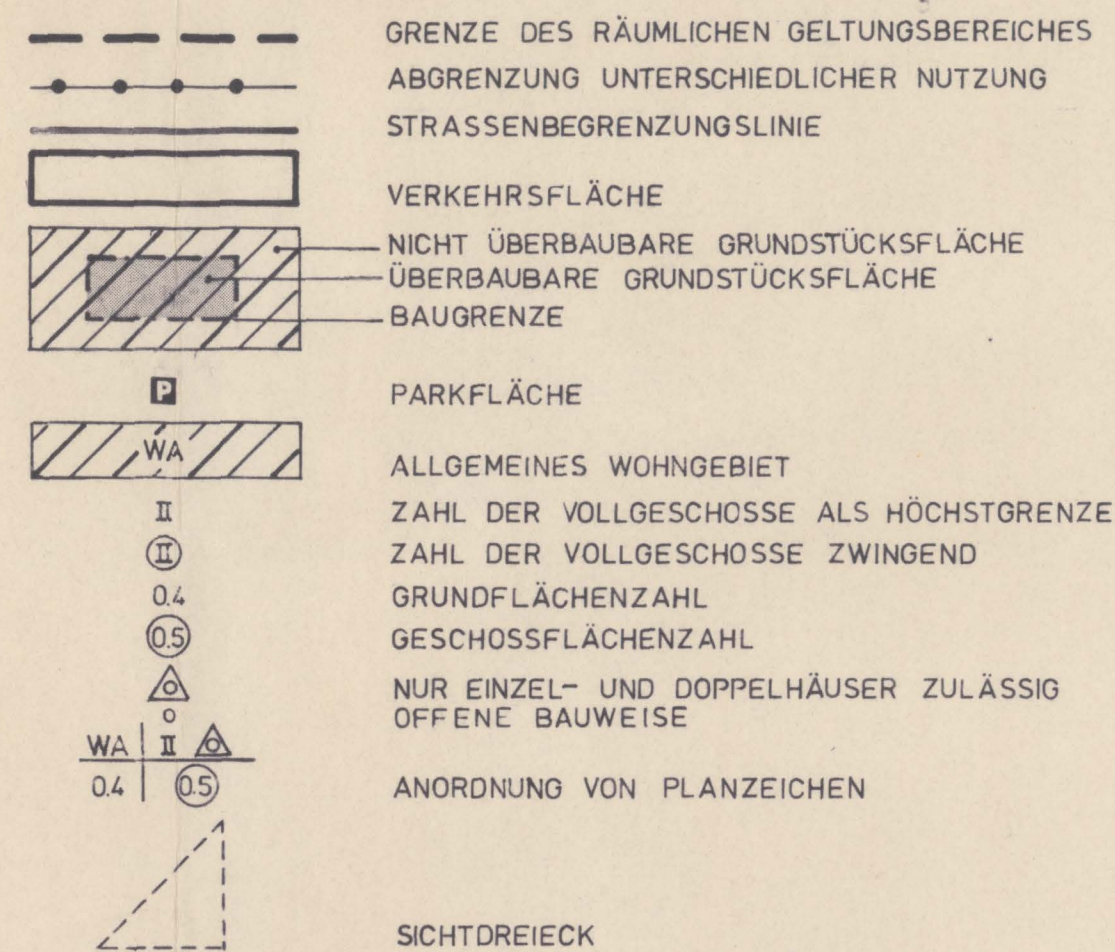 GRENZE DES RÄUMLICHEN GELTUNGSBEREICHES
ABGRENZUNG UNTERSCHIEDLICHER NUTZUNG
STRASSENBEGRENZUNGSLINIE
VERKEHRSFLÄCHE
NICHT ÜBERBAUBARE GRUNDSTÜCKSFLÄCHE
ÜBERBAUBARE GRUNDSTÜCKSFLÄCHE
BAUGRENZE
P PARKFLÄCHE
WA ALLGEMEINES WOHNGEBIET
II ZAHL DER VOLLGESCHOSSE ALS HÖCHSTGRENZE
II ZAHL DER VOLLGESCHOSSE ZWINGEND
0.4 GRUNDFLÄCHENZAHL
0.5 GESCHOSSFLÄCHENZAHL
o NUR EINZEL- UND DOPPELHÄUSER ZULÄSSIG
o OFFENE BAUWEISE
WA II o
0.4 0.5 ANORDNUNG VON PLANZEICHEN
SICHTDREIECK